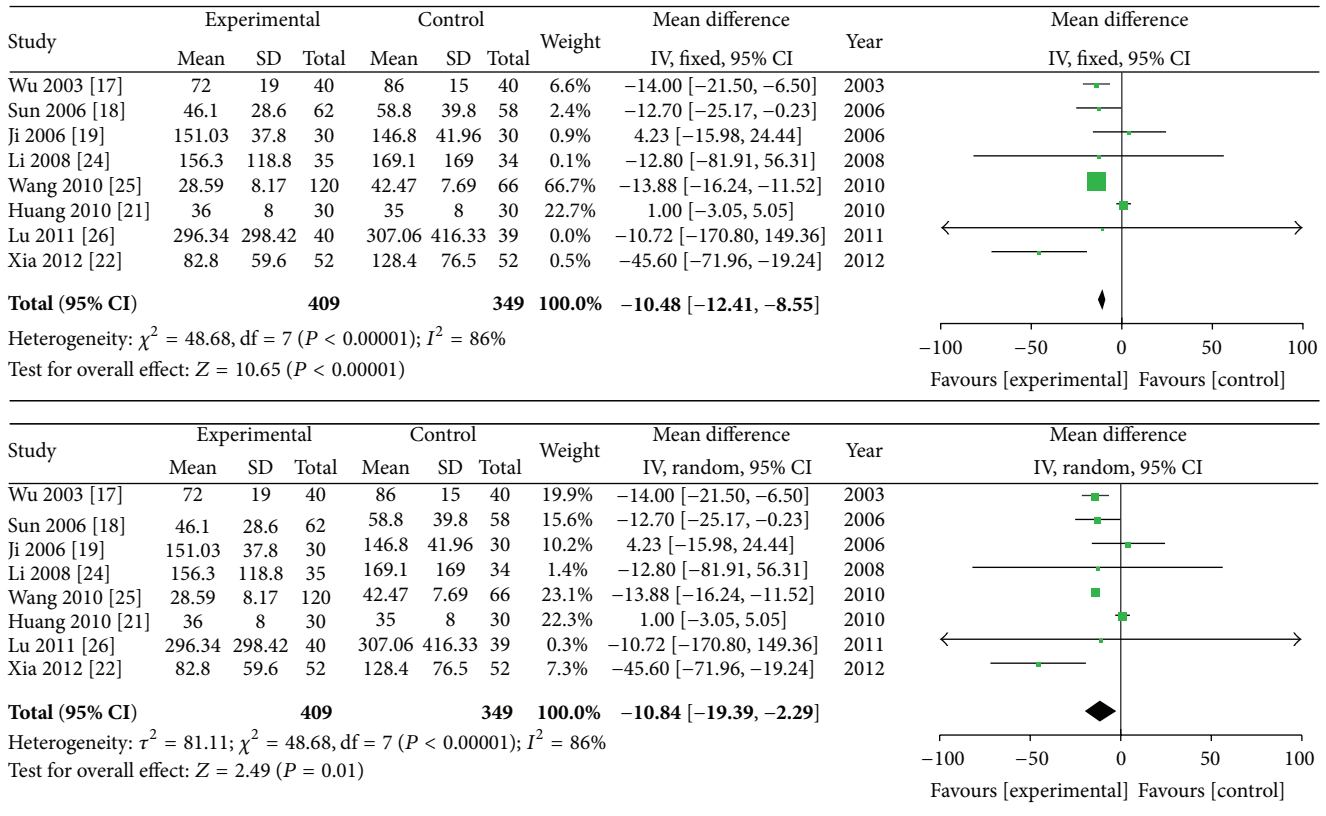 Study Experimental Control Weight Mean difference Year Mean difference
Mean SD Total Mean SD Total IV, fixed, 95% CI IV, fixed, 95% CI
Wu 2003 [17] 72 19 40 86 15 40 6.6% −14.00 [−21.50, −6.50] 2003
Sun 2006 [18] 46.1 28.6 62 58.8 39.8 58 2.4% −12.70 [−25.17, −0.23] 2006
Ji 2006 [19] 151.03 37.8 30 146.8 41.96 30 0.9% 4.23 [−15.98, 24.44] 2006
Li 2008 [24] 156.3 118.8 35 169.1 169 34 0.1% −12.80 [−81.91, 56.31] 2008
Wang 2010 [25] 28.59 8.17 120 42.47 7.69 66 66.7% −13.88 [−16.24, −11.52] 2010
Huang 2010 [21] 36 8 30 35 8 30 22.7% 1.00 [−3.05, 5.05] 2010
Lu 2011 [26] 296.34 298.42 40 307.06 416.33 39 0.0% −10.72 [−170.80, 149.36] 2011
Xia 2012 [22] 82.8 59.6 52 128.4 76.5 52 0.5% −45.60 [−71.96, −19.24] 2012
Total (95% CI) 409 349 100.0% −10.48 [−12.41, −8.55]
Heterogeneity: χ² = 48.68, df = 7 (P < 0.00001); I² = 86%
Test for overall effect: Z = 10.65 (P < 0.00001)
−100 −50 0 50 100
Favours [experimental] Favours [control]
Study Experimental Control Weight Mean difference Year Mean difference
Mean SD Total Mean SD Total IV, random, 95% CI IV, random, 95% CI
Wu 2003 [17] 72 19 40 86 15 40 19.9% −14.00 [−21.50, −6.50] 2003
Sun 2006 [18] 46.1 28.6 62 58.8 39.8 58 15.6% −12.70 [−25.17, −0.23] 2006
Ji 2006 [19] 151.03 37.8 30 146.8 41.96 30 10.2% 4.23 [−15.98, 24.44] 2006
Li 2008 [24] 156.3 118.8 35 169.1 169 34 1.4% −12.80 [−81.91, 56.31] 2008
Wang 2010 [25] 28.59 8.17 120 42.47 7.69 66 23.1% −13.88 [−16.24, −11.52] 2010
Huang 2010 [21] 36 8 30 35 8 30 22.3% 1.00 [−3.05, 5.05] 2010
Lu 2011 [26] 296.34 298.42 40 307.06 416.33 39 0.3% −10.72 [−170.80, 149.36] 2011
Xia 2012 [22] 82.8 59.6 52 128.4 76.5 52 7.3% −45.60 [−71.96, −19.24] 2012
Total (95% CI) 409 349 100.0% −10.84 [−19.39, −2.29]
Heterogeneity: τ² = 81.11; χ² = 48.68, df = 7 (P < 0.00001); I² = 86%
Test for overall effect: Z = 2.49 (P = 0.01)
−100 −50 0 50 100
Favours [experimental] Favours [control]